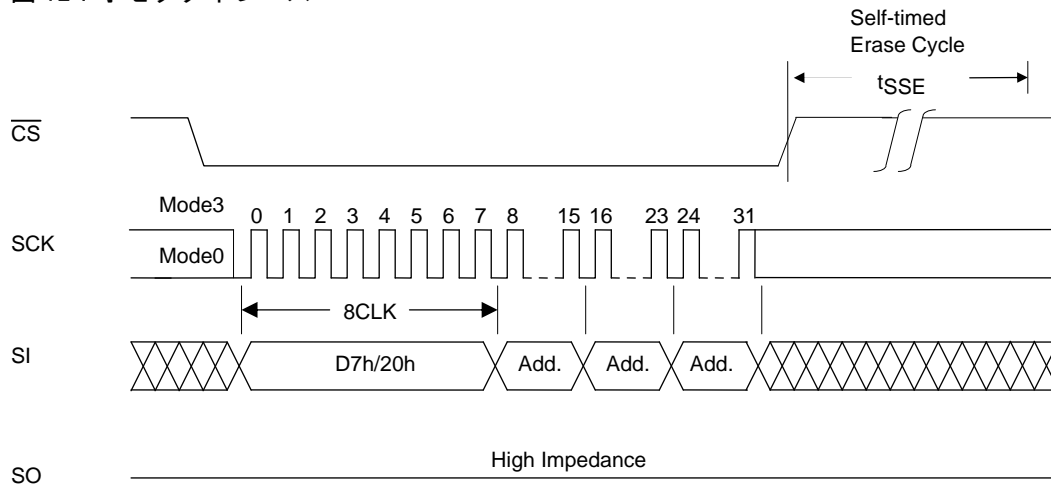 Self-timed
Erase Cycle
tSSE
CS
Mode3
0 1 2 3 4 5 6 7 8 15 16 23 24 31
SCK
Mode0
8CLK
SI
D7h/20h Add. Add. Add.
High Impedance
SO